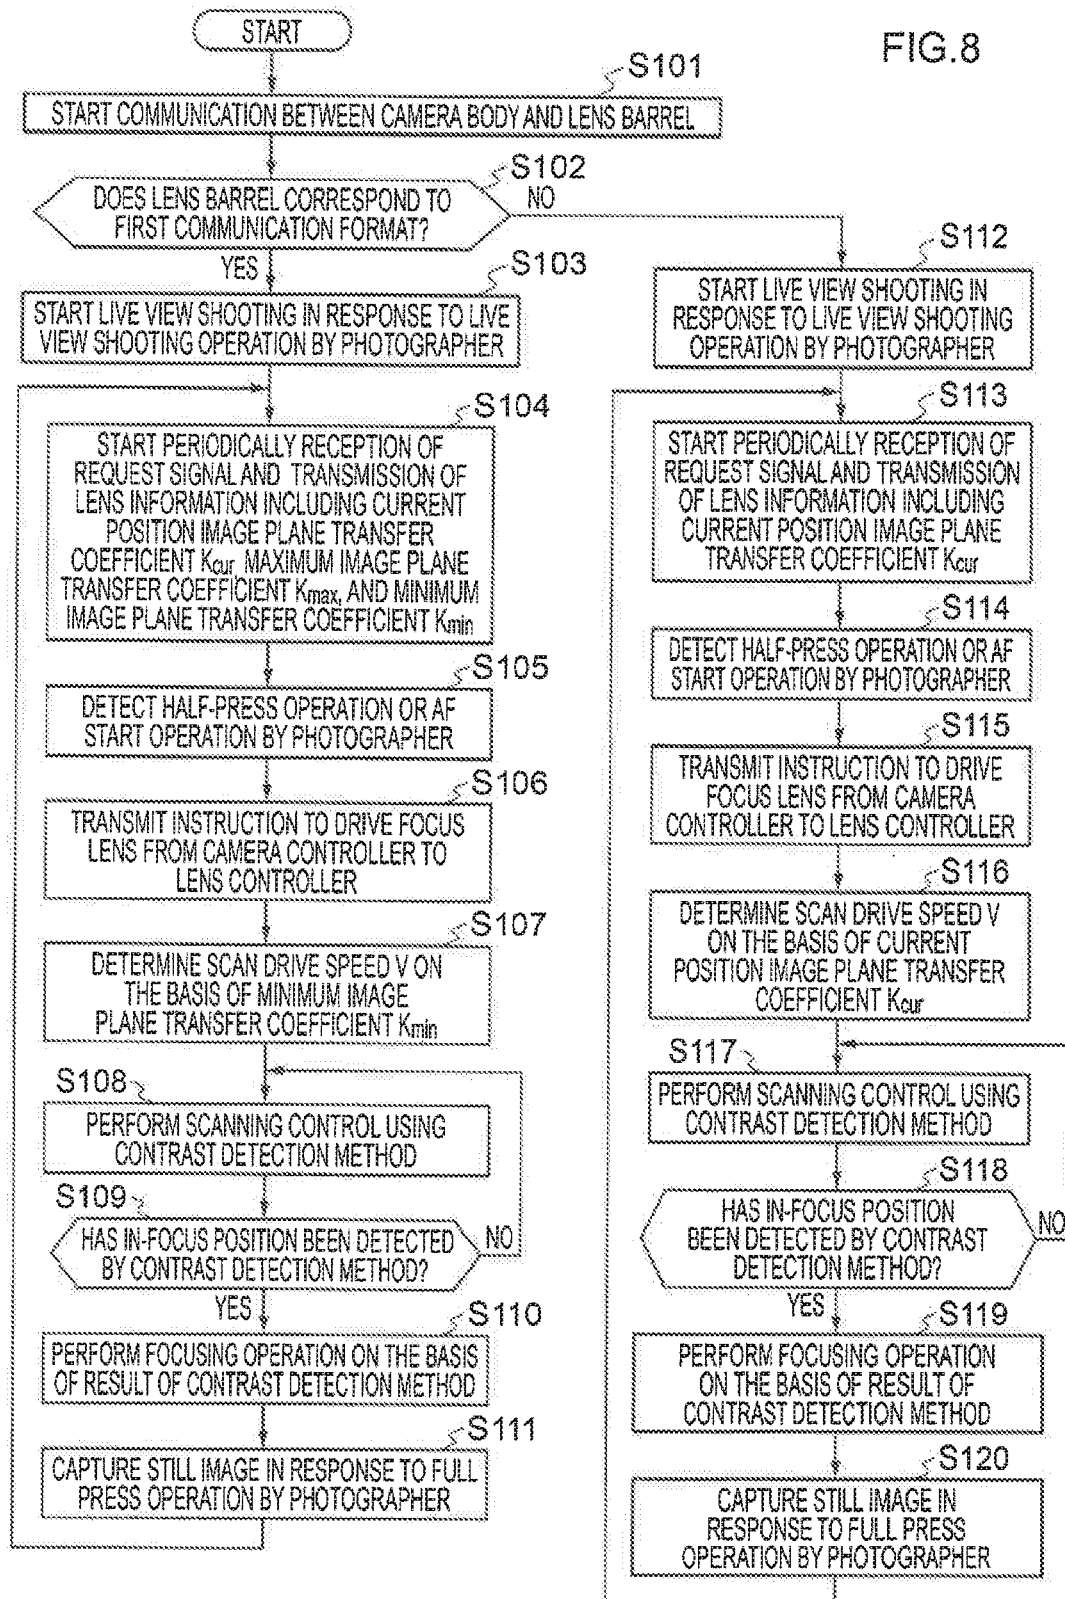 START
FIG.8
S101
START COMMUNICATION BETWEEN CAMERA BODY AND LENS BARREL
S102
DOES LENS BARREL CORRESPOND TO
FIRST COMMUNICATION FORMAT?
NO
YES
S103
START LIVE VIEW SHOOTING IN RESPONSE TO LIVE
VIEW SHOOTING OPERATION BY PHOTOGRAPHER
S104
START PERIODICALLY RECEPTION OF
REQUEST SIGNAL AND TRANSMISSION OF
LENS INFORMATION INCLUDING CURRENT
POSITION IMAGE PLANE TRANSFER
COEFFICIENT Kcur, MAXIMUM IMAGE PLANE
TRANSFER COEFFICIENT Kmax, AND MINIMUM
IMAGE PLANE TRANSFER COEFFICIENT Kmin
S105
DETECT HALF-PRESS OPERATION OR AF
START OPERATION BY PHOTOGRAPHER
S106
TRANSMIT INSTRUCTION TO DRIVE FOCUS
LENS FROM CAMERA CONTROLLER TO
LENS CONTROLLER
S107
DETERMINE SCAN DRIVE SPEED V ON
THE BASIS OF MINIMUM IMAGE
PLANE TRANSFER COEFFICIENT Kmin
S108
PERFORM SCANNING CONTROL USING
CONTRAST DETECTION METHOD
S109
HAS IN-FOCUS POSITION BEEN DETECTED
BY CONTRAST DETECTION METHOD?
NO
YES
S110
PERFORM FOCUSING OPERATION ON THE BASIS
OF RESULT OF CONTRAST DETECTION METHOD
S111
CAPTURE STILL IMAGE IN RESPONSE TO FULL
PRESS OPERATION BY PHOTOGRAPHER
S112
START LIVE VIEW SHOOTING IN
RESPONSE TO LIVE VIEW SHOOTING
OPERATION BY PHOTOGRAPHER
S113
START PERIODICALLY RECEPTION OF
REQUEST SIGNAL AND TRANSMISSION
OF LENS INFORMATION INCLUDING
CURRENT POSITION IMAGE PLANE
TRANSFER COEFFICIENT Kcur
S114
DETECT HALF-PRESS OPERATION OR AF
START OPERATION BY PHOTOGRAPHER
S115
TRANSMIT INSTRUCTION TO DRIVE
FOCUS LENS FROM CAMERA
CONTROLLER TO LENS CONTROLLER
S116
DETERMINE SCAN DRIVE SPEED V
ON THE BASIS OF CURRENT
POSITION IMAGE PLANE TRANSFER
COEFFICIENT Kcur
S117
PERFORM SCANNING CONTROL USING
CONTRAST DETECTION METHOD
S118
HAS IN-FOCUS POSITION
BEEN DETECTED BY CONTRAST
DETECTION METHOD?
NO
YES
S119
PERFORM FOCUSING OPERATION
ON THE BASIS OF RESULT OF
CONTRAST DETECTION METHOD
S120
CAPTURE STILL IMAGE IN
RESPONSE TO FULL PRESS
OPERATION BY PHOTOGRAPHER